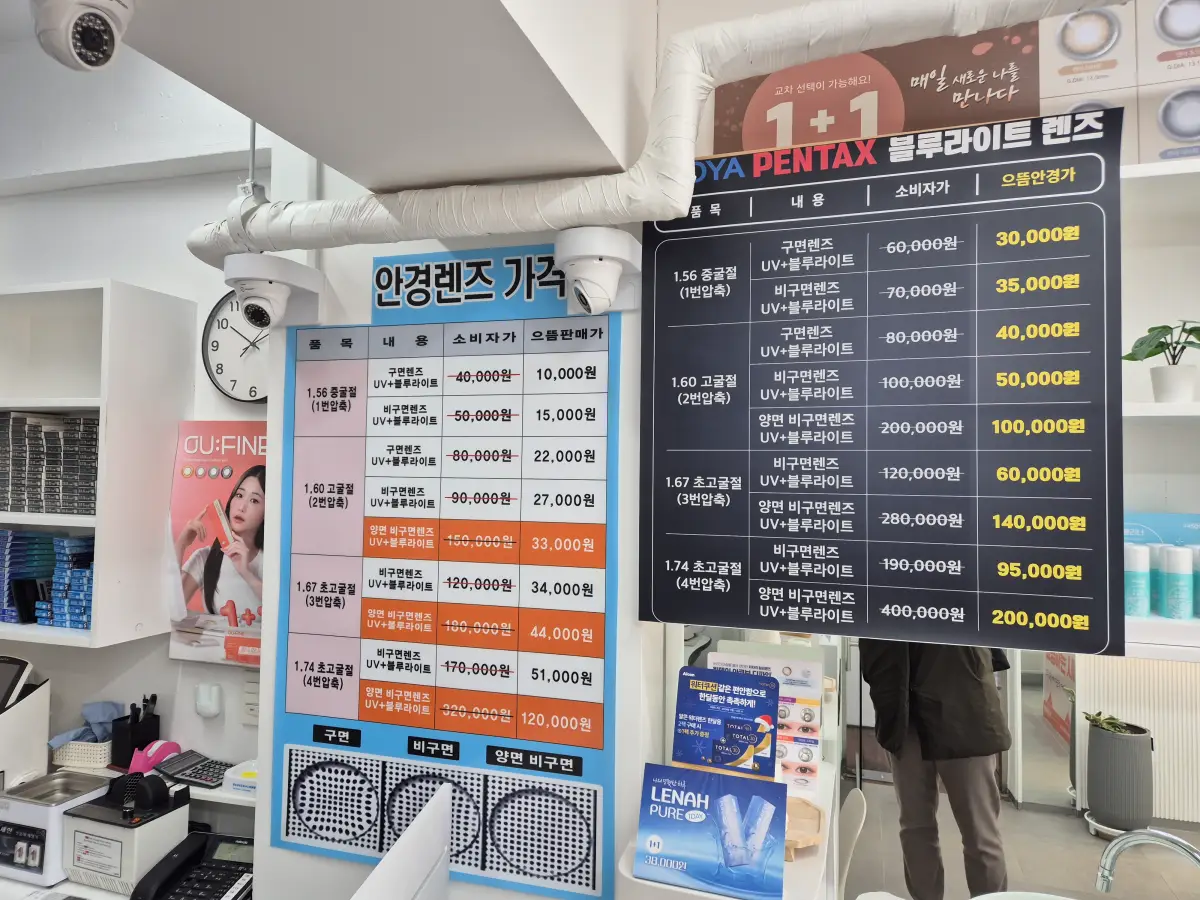 교차 선택이 가능해요!
1+1
매일 새로운 나를
만나다
안경렌즈 가격
품 목 내 용 소비자가 으뜸판매가
1.56 중굴절
(1번압축)
구면렌즈
UV+블루라이트
40,000원 10,000원
비구면렌즈
UV+블루라이트
50,000원 15,000원
1.60 고굴절
(2번압축)
구면렌즈
UV+블루라이트
80,000원 22,000원
비구면렌즈
UV+블루라이트
90,000원 27,000원
양면 비구면렌즈
UV+블루라이트
150,000원 33,000원
1.67 초고굴절
(3번압축)
비구면렌즈
UV+블루라이트
120,000원 34,000원
양면 비구면렌즈
UV+블루라이트
180,000원 44,000원
1.74 초고굴절
(4번압축)
비구면렌즈
UV+블루라이트
170,000원 51,000원
양면 비구면렌즈
UV+블루라이트
320,000원 120,000원
구면 비구면 양면 비구면
OYA PENTAX 블루라이트 렌즈
품 목 내 용 소비자가 으뜸안경가
1.56 중굴절
(1번압축)
구면렌즈
UV+블루라이트
60,000원 30,000원
비구면렌즈
UV+블루라이트
70,000원 35,000원
1.60 고굴절
(2번압축)
구면렌즈
UV+블루라이트
80,000원 40,000원
비구면렌즈
UV+블루라이트
100,000원 50,000원
양면 비구면렌즈
UV+블루라이트
200,000원 100,000원
1.67 초고굴절
(3번압축)
비구면렌즈
UV+블루라이트
120,000원 60,000원
양면 비구면렌즈
UV+블루라이트
280,000원 140,000원
1.74 초고굴절
(4번압축)
비구면렌즈
UV+블루라이트
190,000원 95,000원
양면 비구면렌즈
UV+블루라이트
400,000원 200,000원
OU:FINE
1+1
Alcon
워터루션같은 편안함으로
한달동안 촉촉하게!
TOTAL30
LENAH
PURE 1DAY
1+1
38,000원